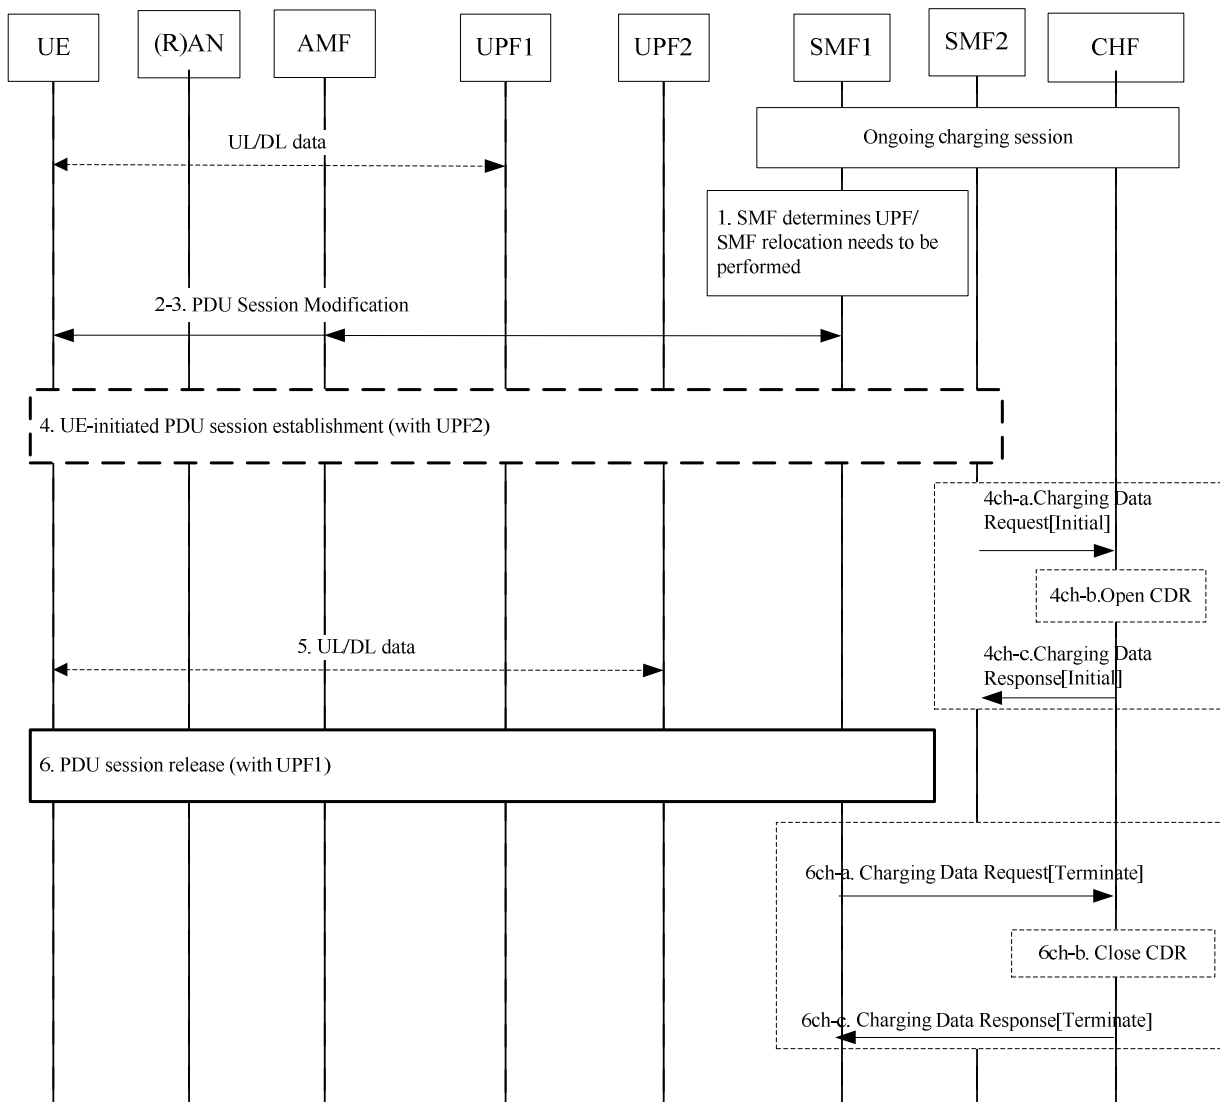 UE
(R)AN
AMF
UPF1
UPF2
SMF1
SMF2
CHF
UL/DL data
Ongoing charging session
1. SMF determines UPF/
SMF relocation needs to be
performed
2-3. PDU Session Modification
4. UE-initiated PDU session establishment (with UPF2)
4ch-a.Charging Data
Request[Initial]
4ch-b.Open CDR
5. UL/DL data
4ch-c.Charging Data
Response[Initial]
6. PDU session release (with UPF1)
6ch-a. Charging Data Request[Terminate]
6ch-b. Close CDR
6ch-c. Charging Data Response[Terminate]